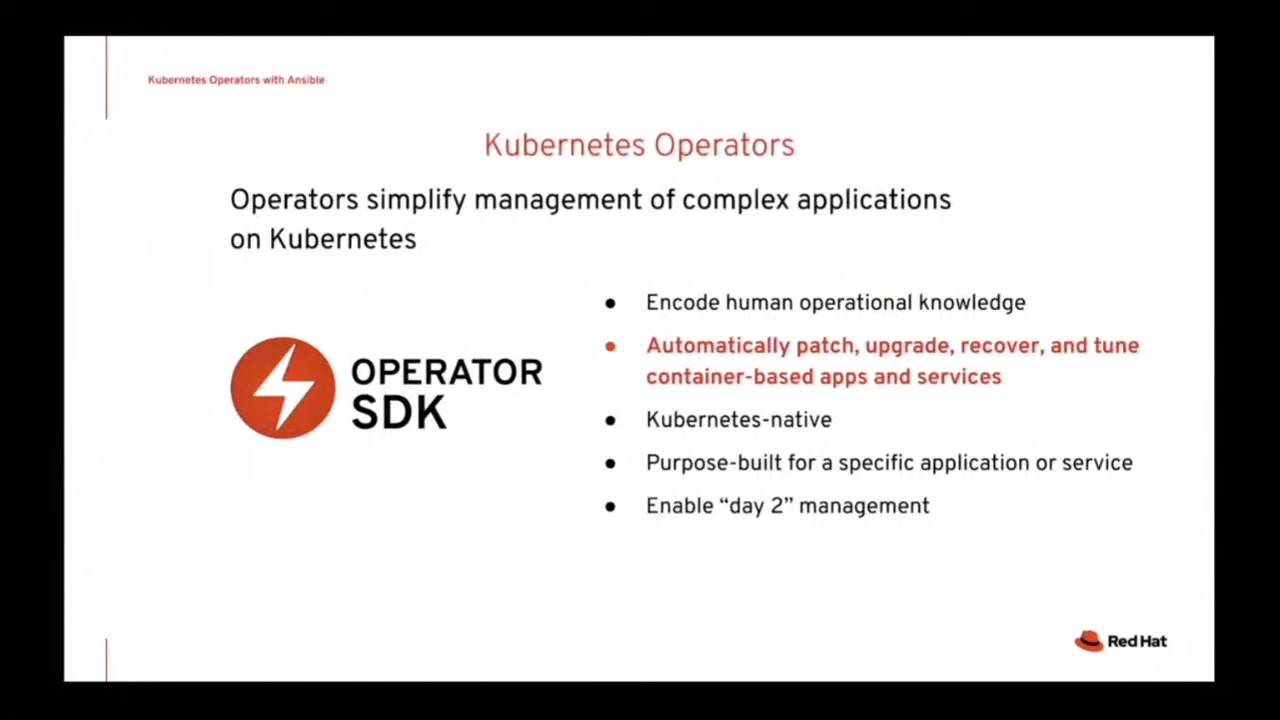 Kubernetes Operators with Ansible
Kubernetes Operators
Operators simplify management of complex applications
on Kubernetes
OPERATOR
SDK
● Encode human operational knowledge
● Automatically patch, upgrade, recover, and tune
container-based apps and services
● Kubernetes-native
● Purpose-built for a specific application or service
● Enable “day 2” management
Red Hat